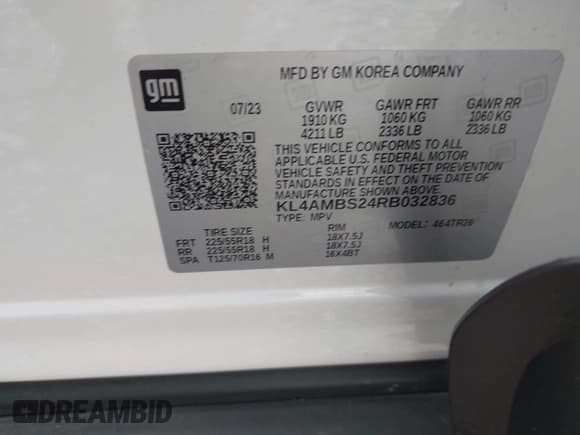 gm
MFD BY GM KOREA COMPANY
07/23 GVWR GAWR FRT GAWR RR
1910 KG 1060 KG 1060 KG
4211 LB 2336 LB 2336 LB
THIS VEHICLE CONFORMS TO ALL
APPLICABLE U.S. FEDERAL MOTOR
VEHICLE SAFETY AND THEFT PREVENTION
STANDARDS IN EFFECT ON THE DATE OF
MANUFACTURE SHOWN ABOVE.
KL4AMBS24RB032836
TYPE: MPV MODEL: 464TR26
TIRE SIZE RIM
FRT 225/55R18 H 18X7.5J
RR 225/55R18 H 18X7.5J
SPA T125/70R16 M 16X4BT
DREAMBID